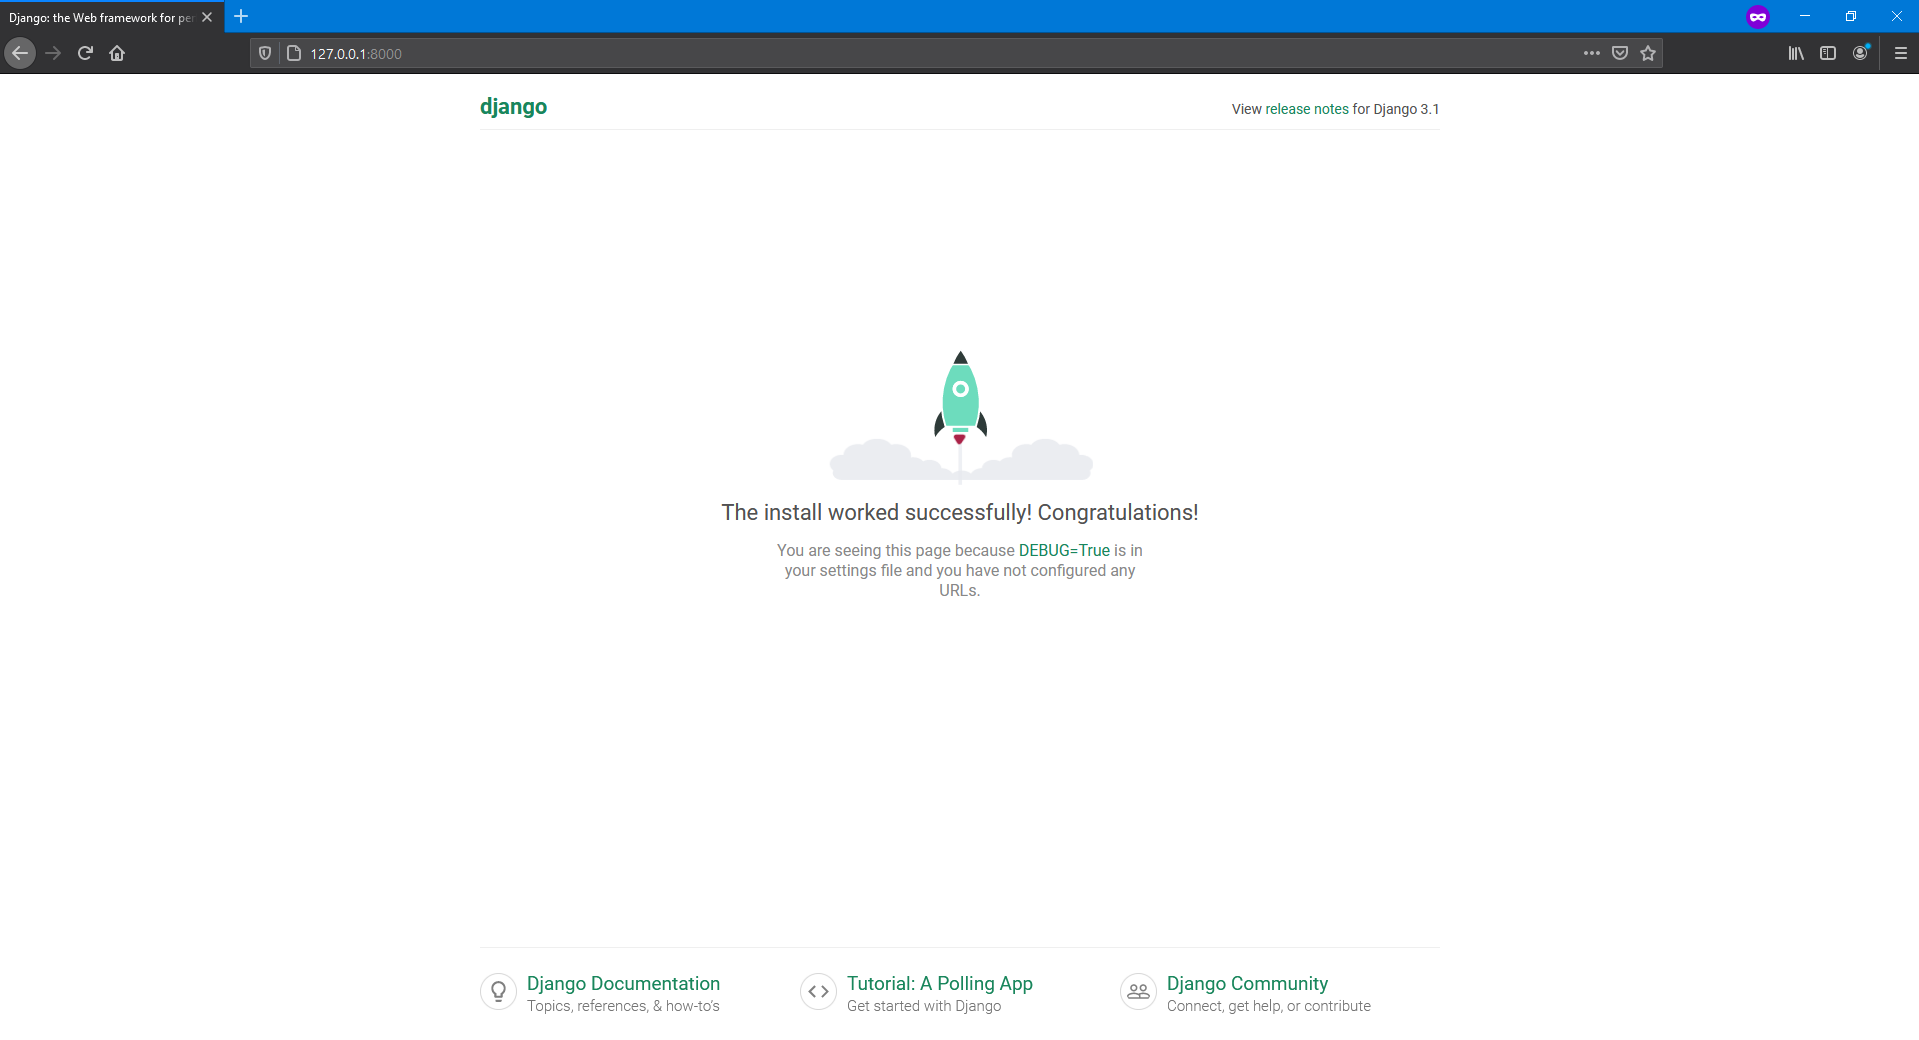 Django: the Web framework for per
127.0.0.1:8000
django
View release notes for Django 3.1
The install worked successfully! Congratulations!
You are seeing this page because DEBUG=True is in
your settings file and you have not configured any
URLs.
Django Documentation
Topics, references, & how-to’s
Tutorial: A Polling App
Get started with Django
Django Community
Connect, get help, or contribute